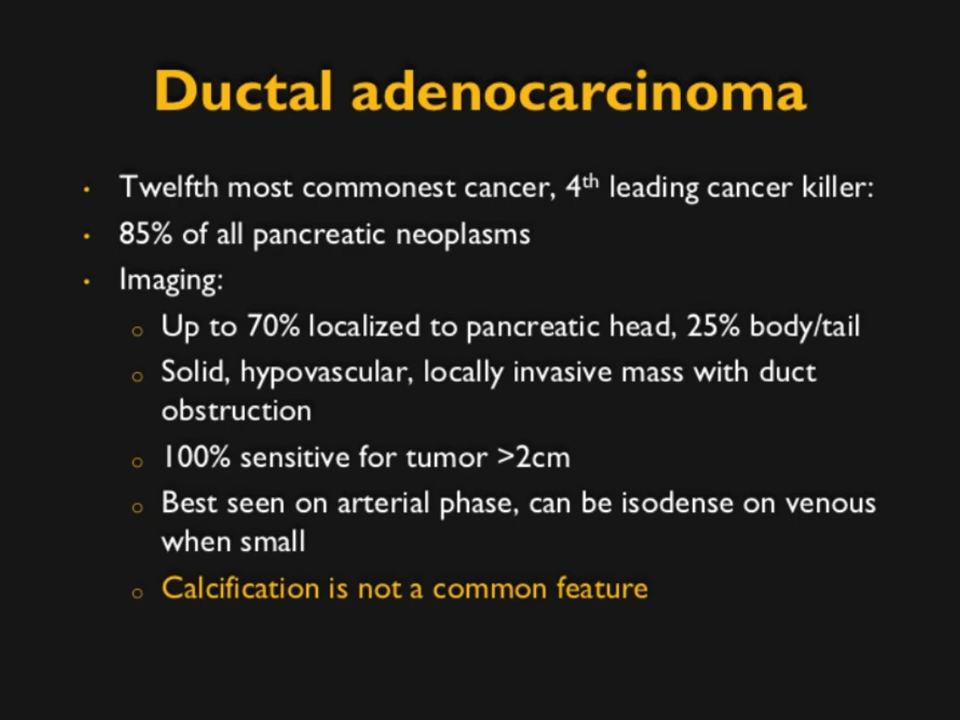 Ductal adenocarcinoma
• Twelfth most commonest cancer, 4th leading cancer killer:
• 85% of all pancreatic neoplasms
• Imaging:
o Up to 70% localized to pancreatic head, 25% body/tail
o Solid, hypovascular, locally invasive mass with duct
obstruction
o 100% sensitive for tumor >2cm
o Best seen on arterial phase, can be isodense on venous
when small
o Calcification is not a common feature